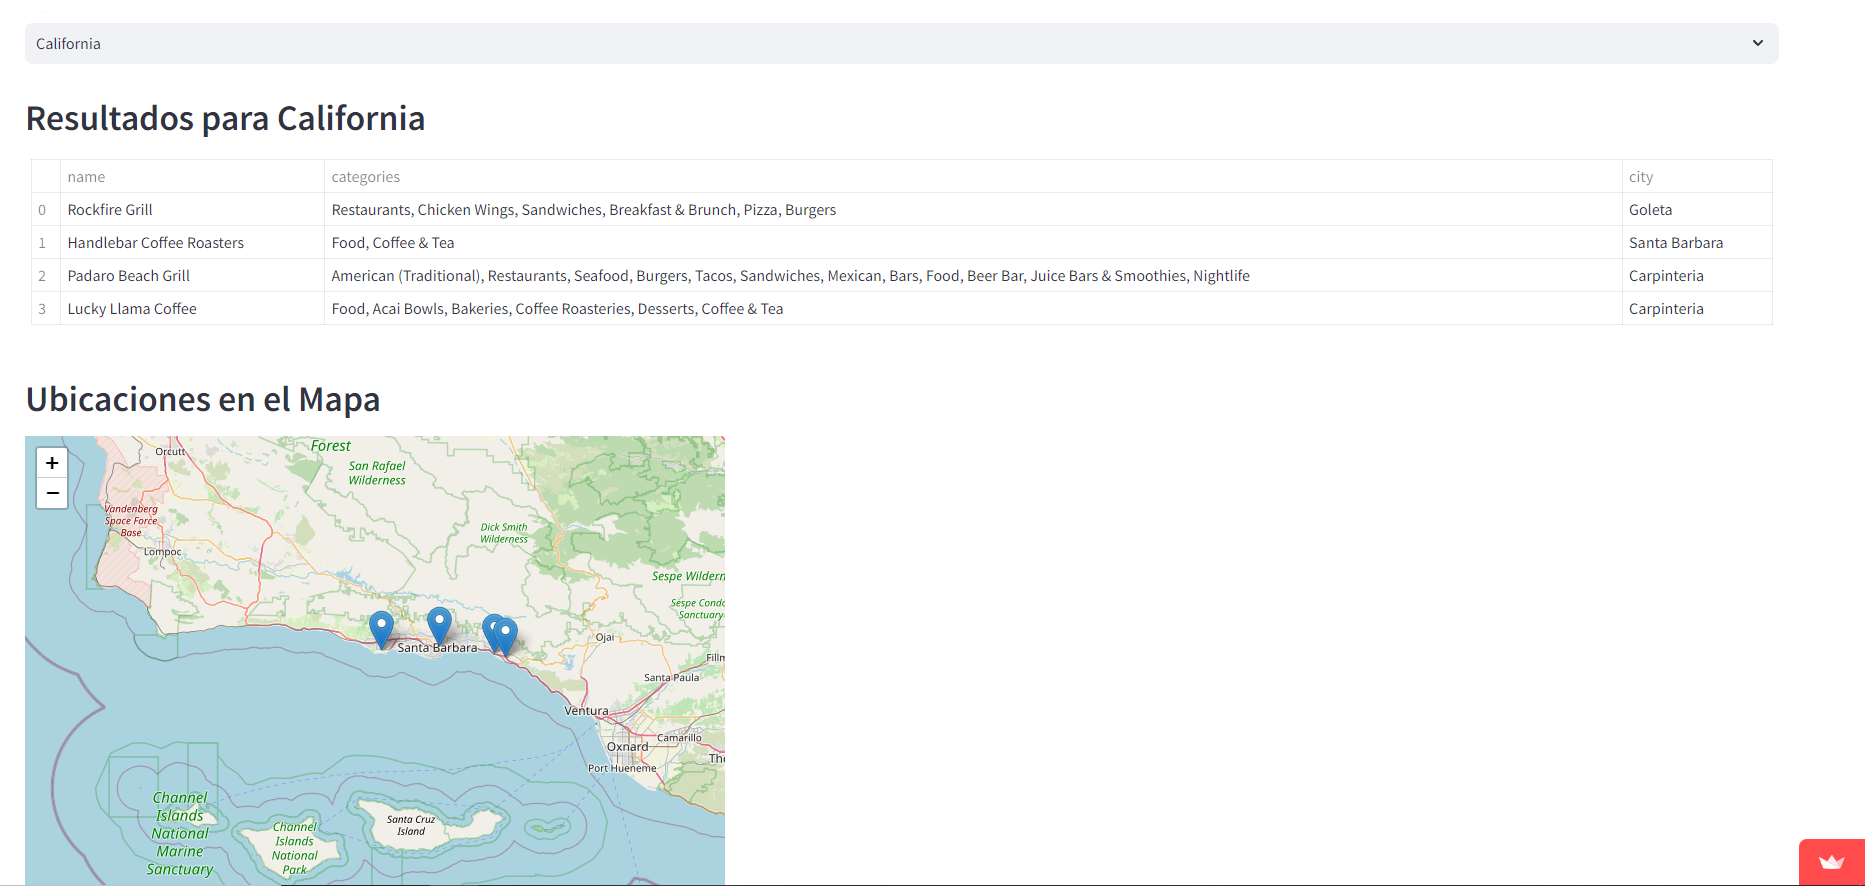 California
Resultados para California
name categories city
0 Rockfire Grill Restaurants, Chicken Wings, Sandwiches, Breakfast & Brunch, Pizza, Burgers Goleta
1 Handlebar Coffee Roasters Food, Coffee & Tea Santa Barbara
2 Padaro Beach Grill American (Traditional), Restaurants, Seafood, Burgers, Tacos, Sandwiches, Mexican, Bars, Food, Beer Bar, Juice Bars & Smoothies, Nightlife Carpinteria
3 Lucky Llama Coffee Food, Acai Bowls, Bakeries, Coffee Roasteries, Desserts, Coffee & Tea Carpinteria
Ubicaciones en el Mapa
+
−
Forest
Orcutt
San Rafael
Wilderness
Vandenberg
Space Force
Base
Dick Smith
Wilderness
Lompoc
Sespe Wildern
Sespe Condo
Sanctuary
Ojai
Santa Barbara
Fillm
Santa Paula
Ventura
Camarillo
Oxnard
Tho
Port Hueneme
Channel
Islands
National
Marine
Sanctuary
Channel
Islands
National
Park
Santa Cruz
Island